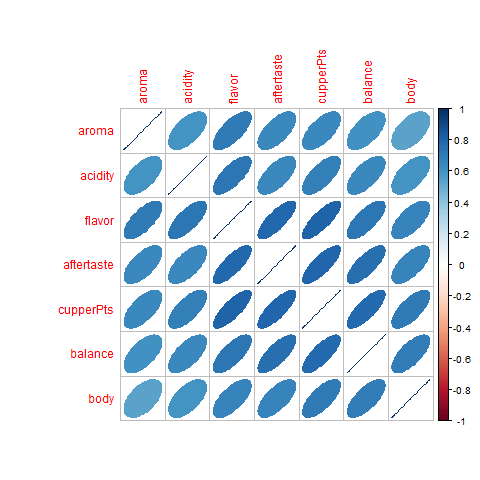 aroma
acidity
flavor
aftertaste
cupperPts
balance
body
aroma
acidity
flavor
aftertaste
cupperPts
balance
body
1
0.8
0.6
0.4
0.2
0
-0.2
-0.4
-0.6
-0.8
-1